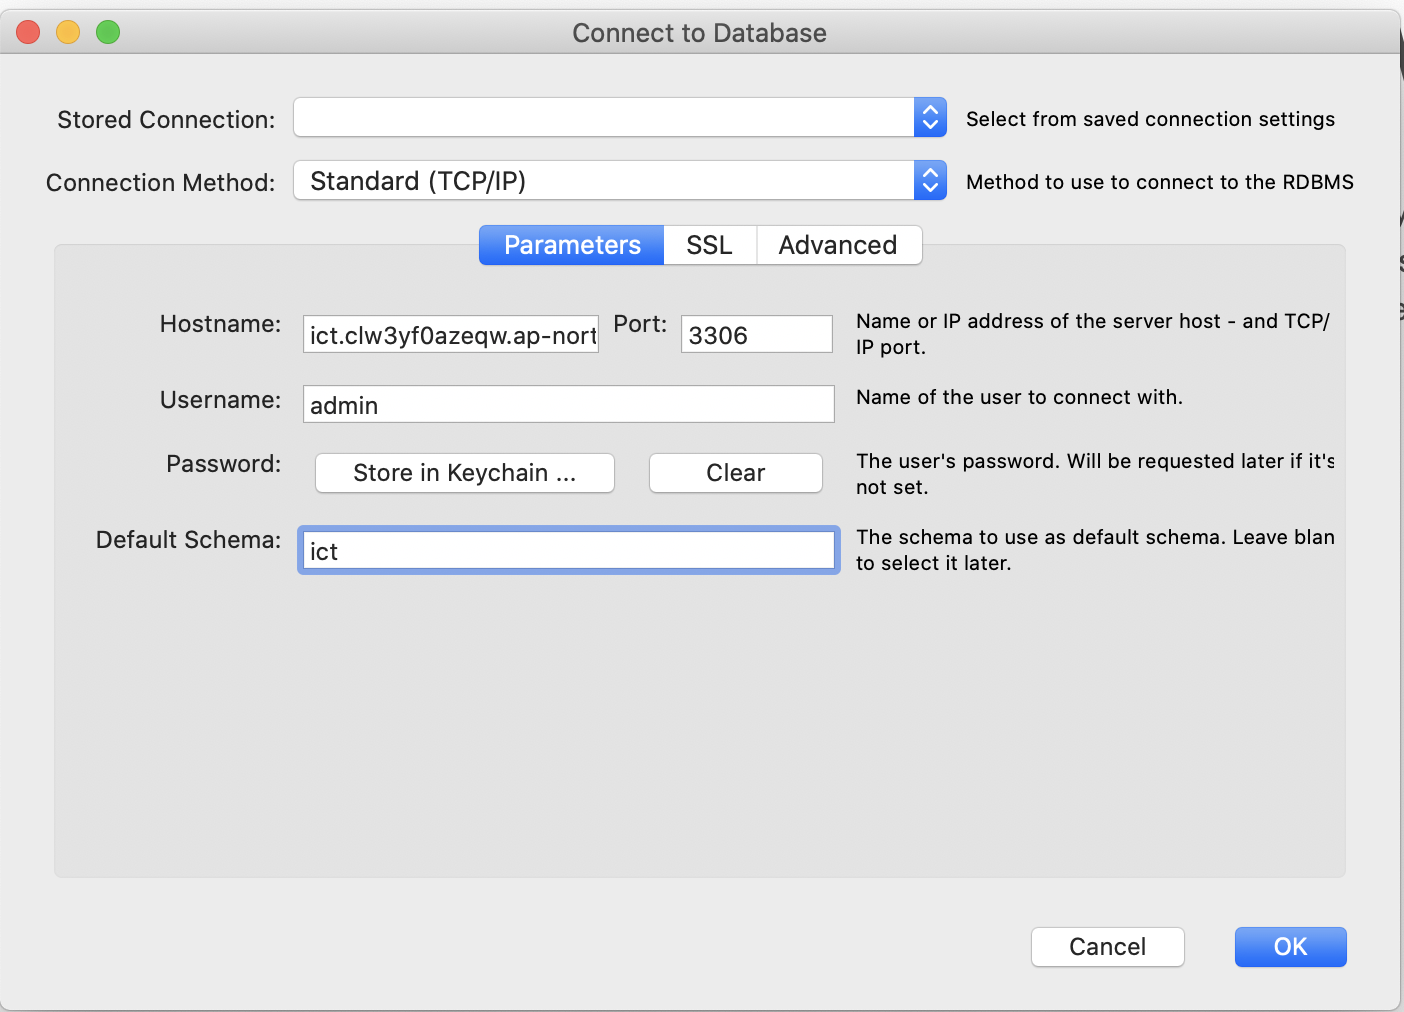 Connect to Database
Stored Connection:
Select from saved connection settings
Connection Method: Standard (TCP/IP)
Method to use to connect to the RDBMS
Parameters SSL Advanced
Hostname: ict.clw3yf0azeqw.ap-nort Port: 3306
Name or IP address of the server host - and TCP/
IP port.
Username: admin
Name of the user to connect with.
Password: Store in Keychain ... Clear
The user's password. Will be requested later if it's
not set.
Default Schema: ict
The schema to use as default schema. Leave blan
to select it later.
Cancel OK